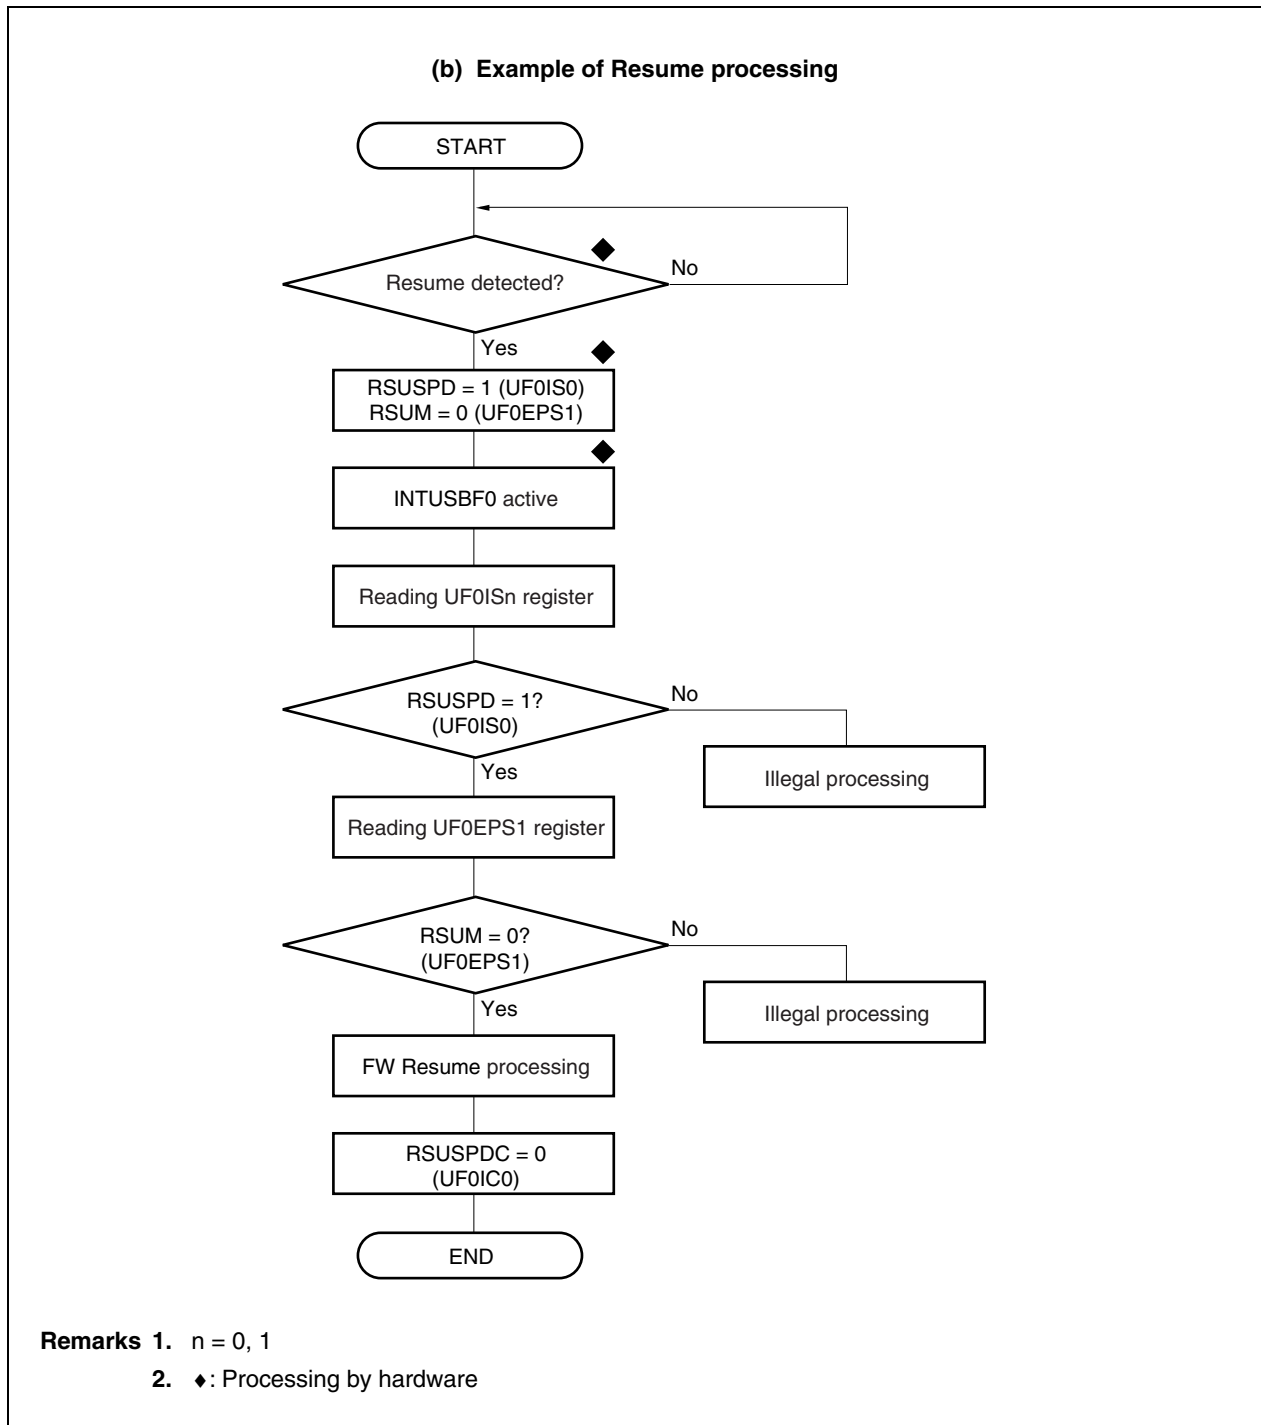 (b) Example of Resume processing
START
Resume detected?
No
Yes
RSUSPD = 1 (UF0IS0)
RSUM = 0 (UF0EPS1)
INTUSBF0 active
Reading UF0ISn register
RSUSPD = 1?
(UF0IS0)
No
Illegal processing
Yes
Reading UF0EPS1 register
RSUM = 0?
(UF0EPS1)
No
Illegal processing
Yes
FW Resume processing
RSUSPDC = 0
(UF0IC0)
END
Remarks 1. n = 0, 1
2. ♦: Processing by hardware